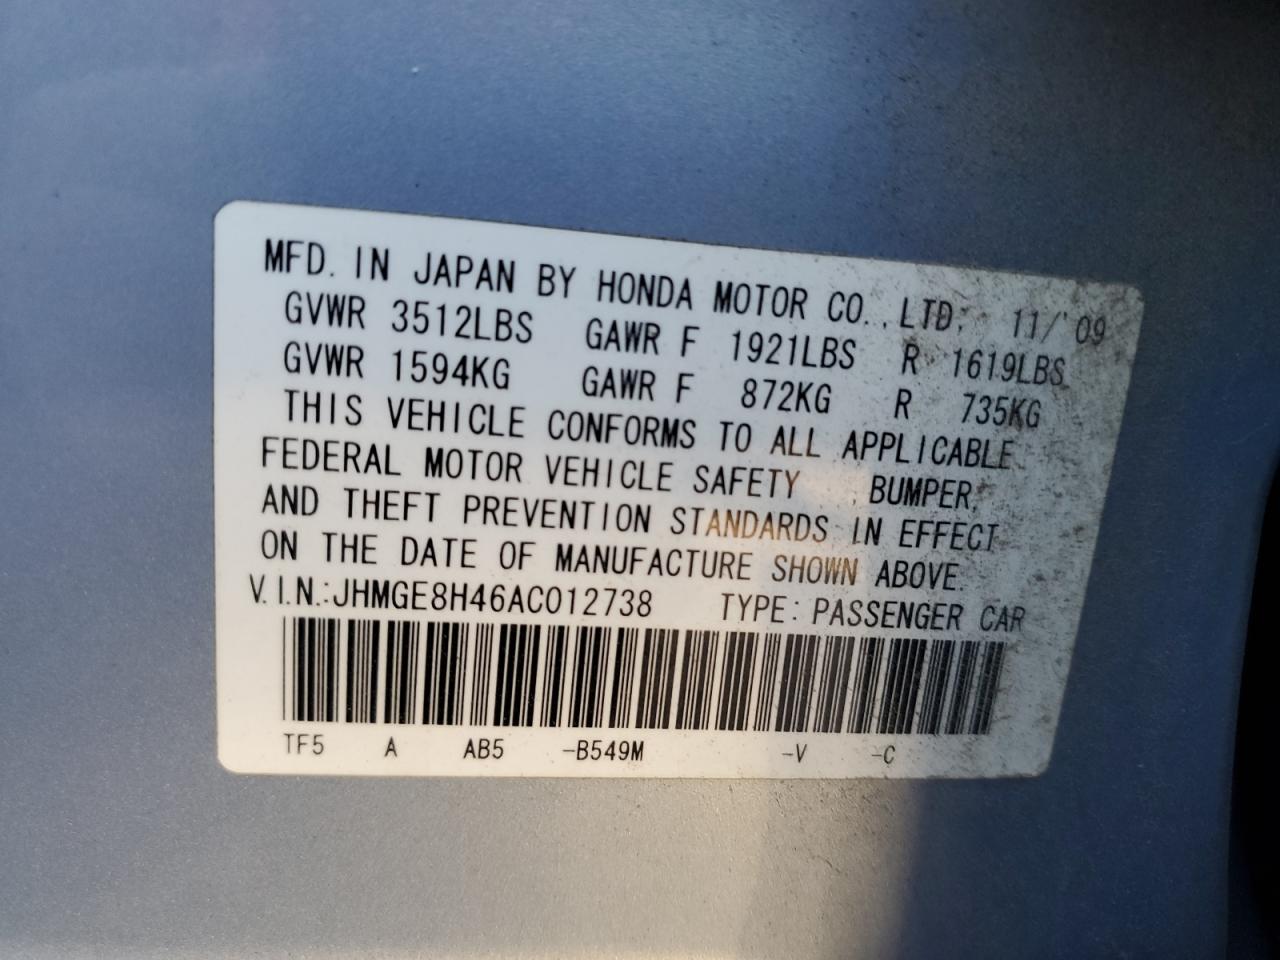 MFD. IN JAPAN BY HONDA MOTOR CO., LTD. 11/'09
GVWR 3512LBS GAWR F 1921LBS R 1619LBS
GVWR 1594KG GAWR F 872KG R 735KG
THIS VEHICLE CONFORMS TO ALL APPLICABLE
FEDERAL MOTOR VEHICLE SAFETY , BUMPER,
AND THEFT PREVENTION STANDARDS IN EFFECT
ON THE DATE OF MANUFACTURE SHOWN ABOVE.
V.I.N.:JHMGE8H46AC012738 TYPE: PASSENGER CAR
TF5 A AB5 -B549M -V -C